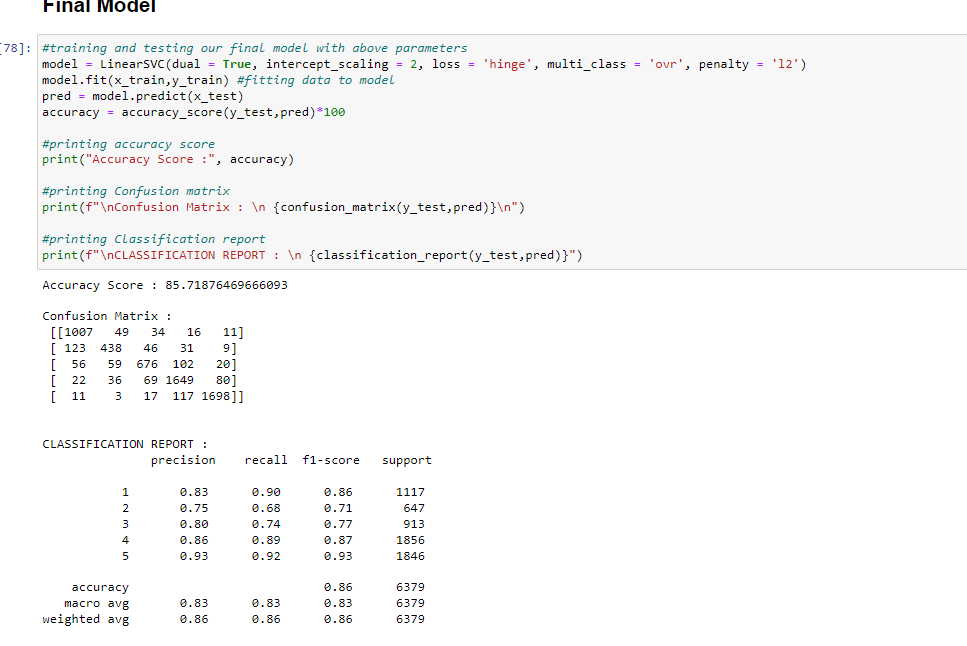 Final Model
[78]:
#training and testing our final model with above parameters
model = LinearSVC(dual = True, intercept_scaling = 2, loss = 'hinge', multi_class = 'ovr', penalty = 'l2')
model.fit(x_train,y_train) #fitting data to model
pred = model.predict(x_test)
accuracy = accuracy_score(y_test,pred)*100
#printing accuracy score
print("Accuracy Score :", accuracy)
#printing Confusion matrix
print(f"\nConfusion Matrix : \n {confusion_matrix(y_test,pred)}\n")
#printing Classification report
print(f"\nCLASSIFICATION REPORT : \n {classification_report(y_test,pred)}")
Accuracy Score : 85.71876469666093
Confusion Matrix :
[[1007 49 34 16 11]
[ 123 438 46 31 9]
[ 56 59 676 102 20]
[ 22 36 69 1649 80]
[ 11 3 17 117 1698]]
CLASSIFICATION REPORT :
precision recall f1-score support
1 0.83 0.90 0.86 1117
2 0.75 0.68 0.71 647
3 0.80 0.74 0.77 913
4 0.86 0.89 0.87 1856
5 0.93 0.92 0.93 1846
accuracy 0.86 6379
macro avg 0.83 0.83 0.83 6379
weighted avg 0.86 0.86 0.86 6379